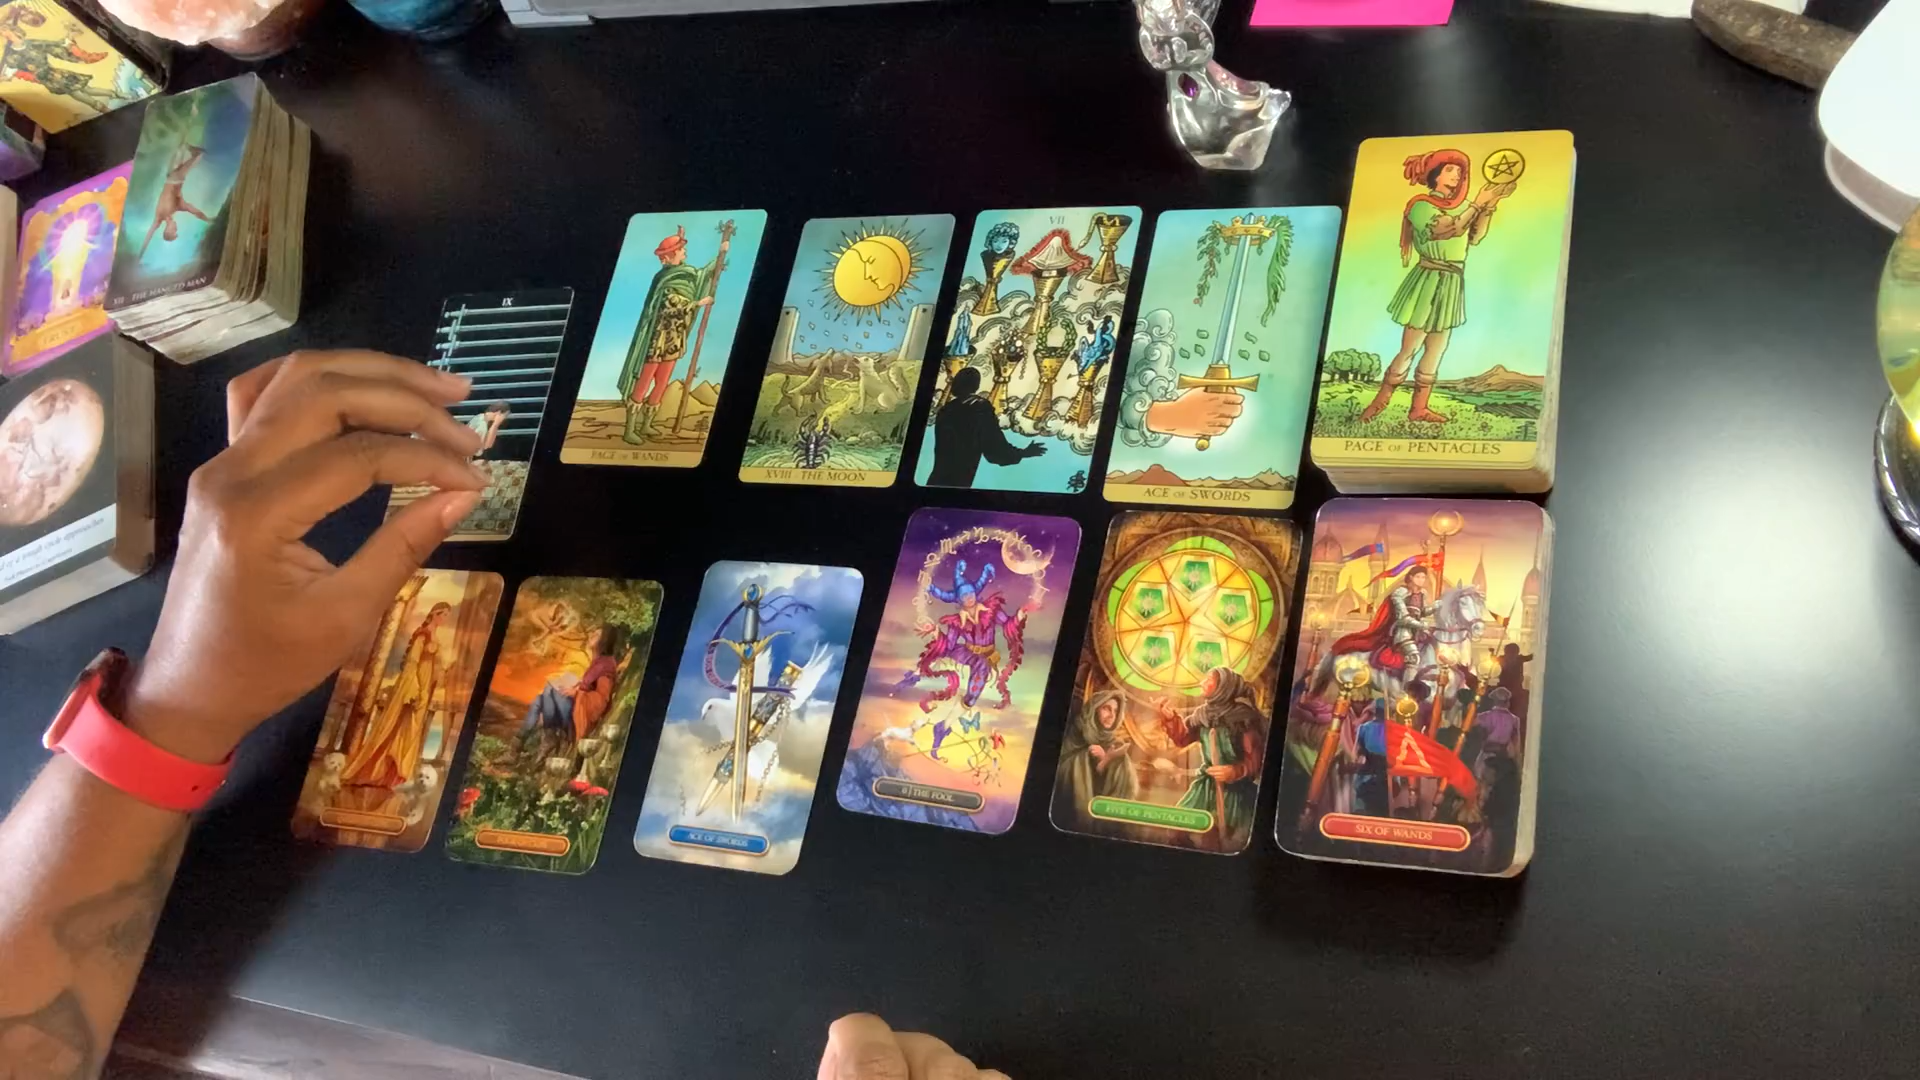 XII THE HANGED MAN
TRUST
IX
PAGE OF WANDS
XVIII THE MOON
VII
ACE OF SWORDS
PAGE OF PENTACLES
ACE OF SWORDS
0 | THE FOOL
FIVE OF PENTACLES
SIX OF WANDS